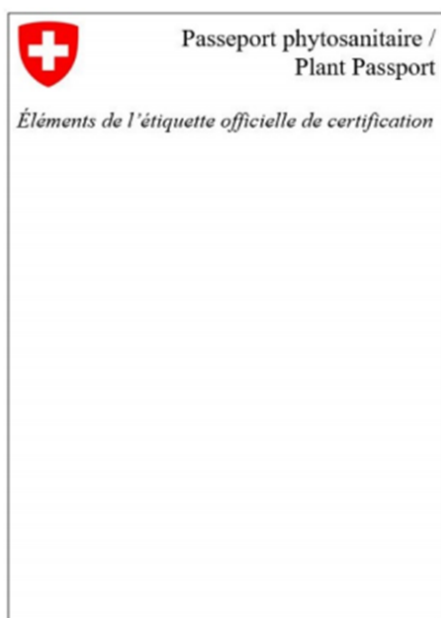 Passeport phytosanitaire /
Plant Passport
Éléments de l’étiquette officielle de certification